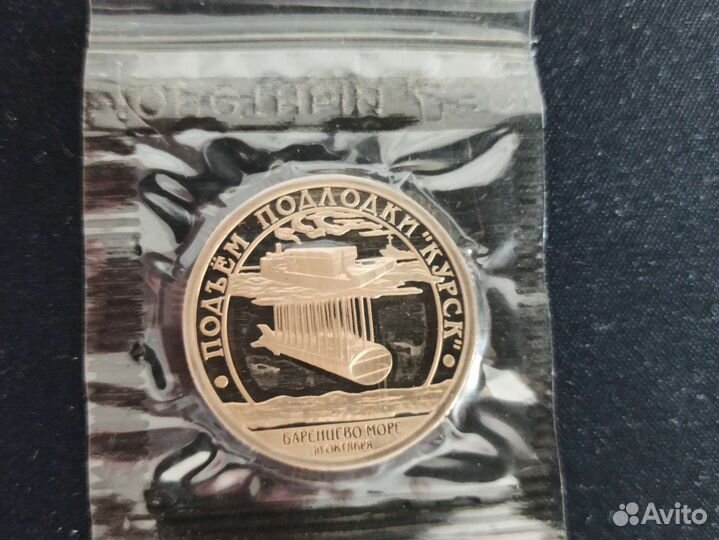 ПОДЪЁМ ПОДЛОДКИ "КУРСК"
БАРЕНЦЕВО МОРЕ
10 ОКТЯБРЯ
Avito